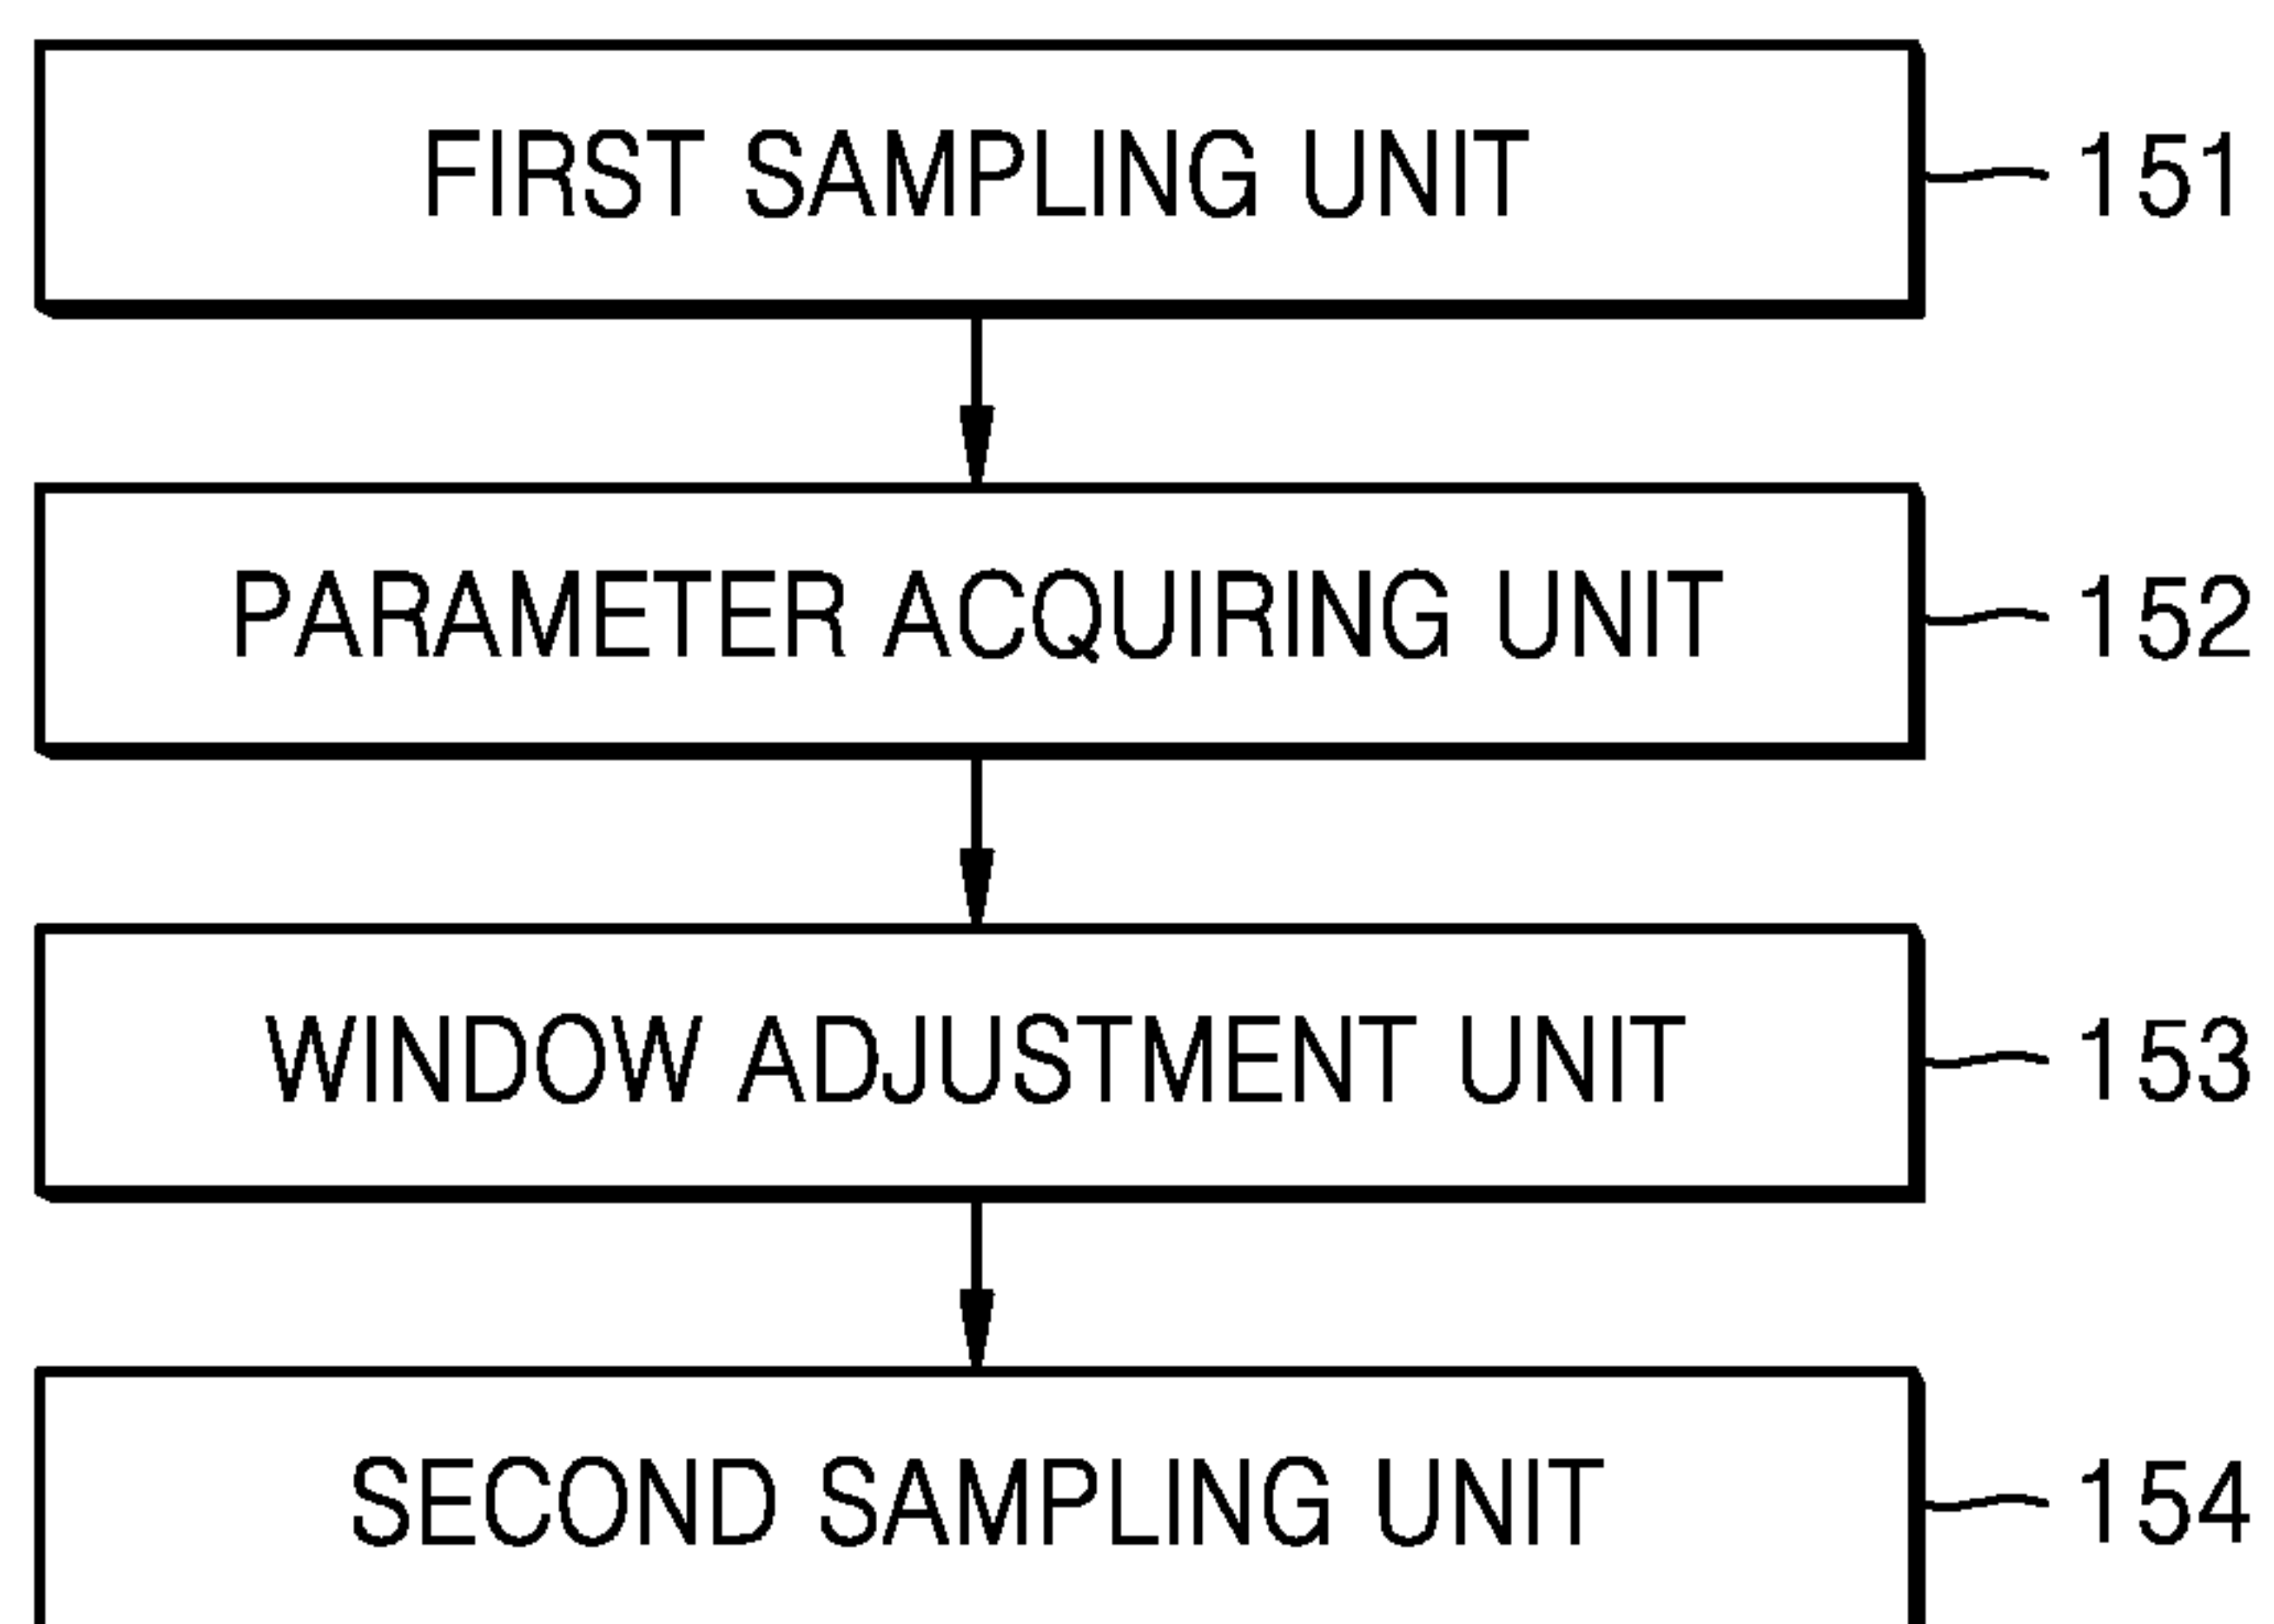 FIRST SAMPLING UNIT 151
PARAMETER ACQUIRING UNIT 152
WINDOW ADJUSTMENT UNIT 153
SECOND SAMPLING UNIT 154